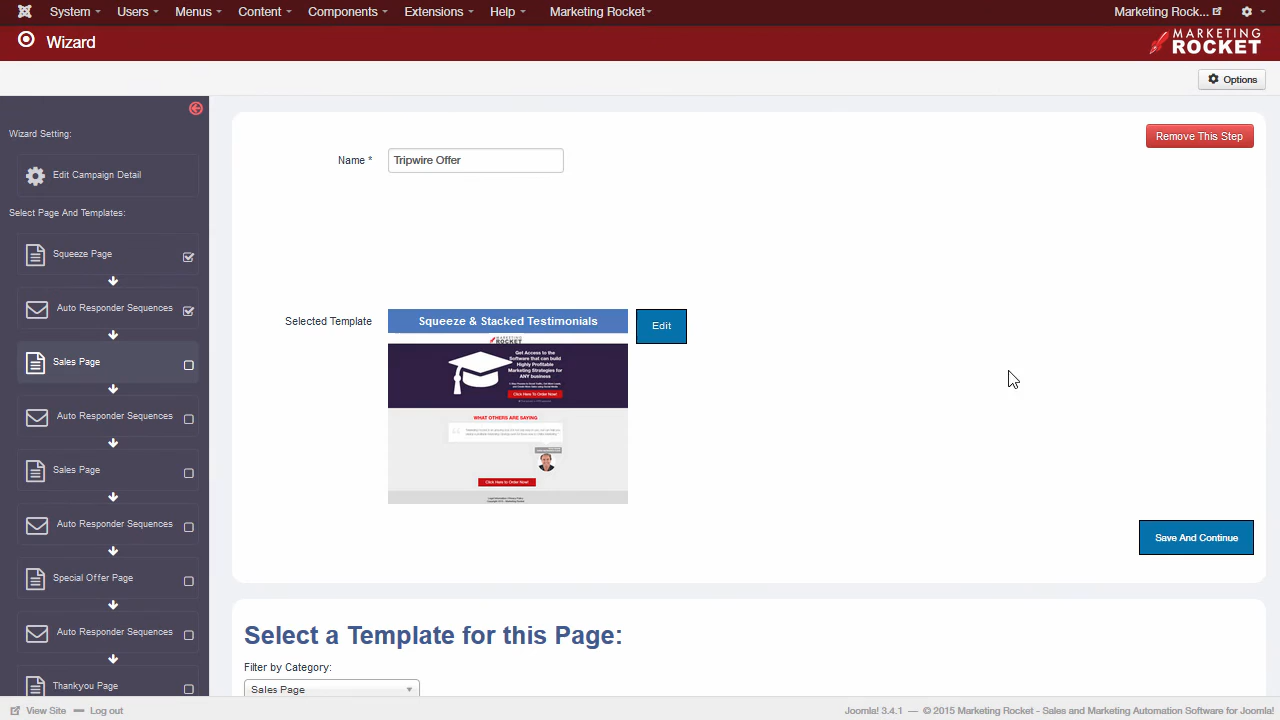 System Users Menus Content Components Extensions Help Marketing Rocket Marketing Rock...
Wizard
MARKETING
ROCKET
Options
Wizard Setting:
Edit Campaign Detail
Select Page And Templates:
Squeeze Page
Auto Responder Sequences
Sales Page
Auto Responder Sequences
Sales Page
Auto Responder Sequences
Special Offer Page
Auto Responder Sequences
Thankyou Page
Remove This Step
Name * Tripwire Offer
Selected Template
Squeeze & Stacked Testimonials
Edit
MARKETING
ROCKET
Get Access to the
Software that can build
Highly Profitable
Marketing Strategies for
ANY business
Click Here To Order Now!
WHAT OTHERS ARE SAYING
Click Here To Order Now!
Save And Continue
Select a Template for this Page:
Filter by Category:
Sales Page
View Site Log out
Joomla! 3.4.1 — © 2015 Marketing Rocket - Sales and Marketing Automation Software for Joomla!